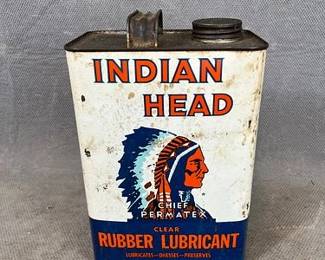 INDIAN
HEAD
CHIEF
PERMATEX
CLEAR
RUBBER LUBRICANT
LUBRICATES—DRESSES—PRESERVES